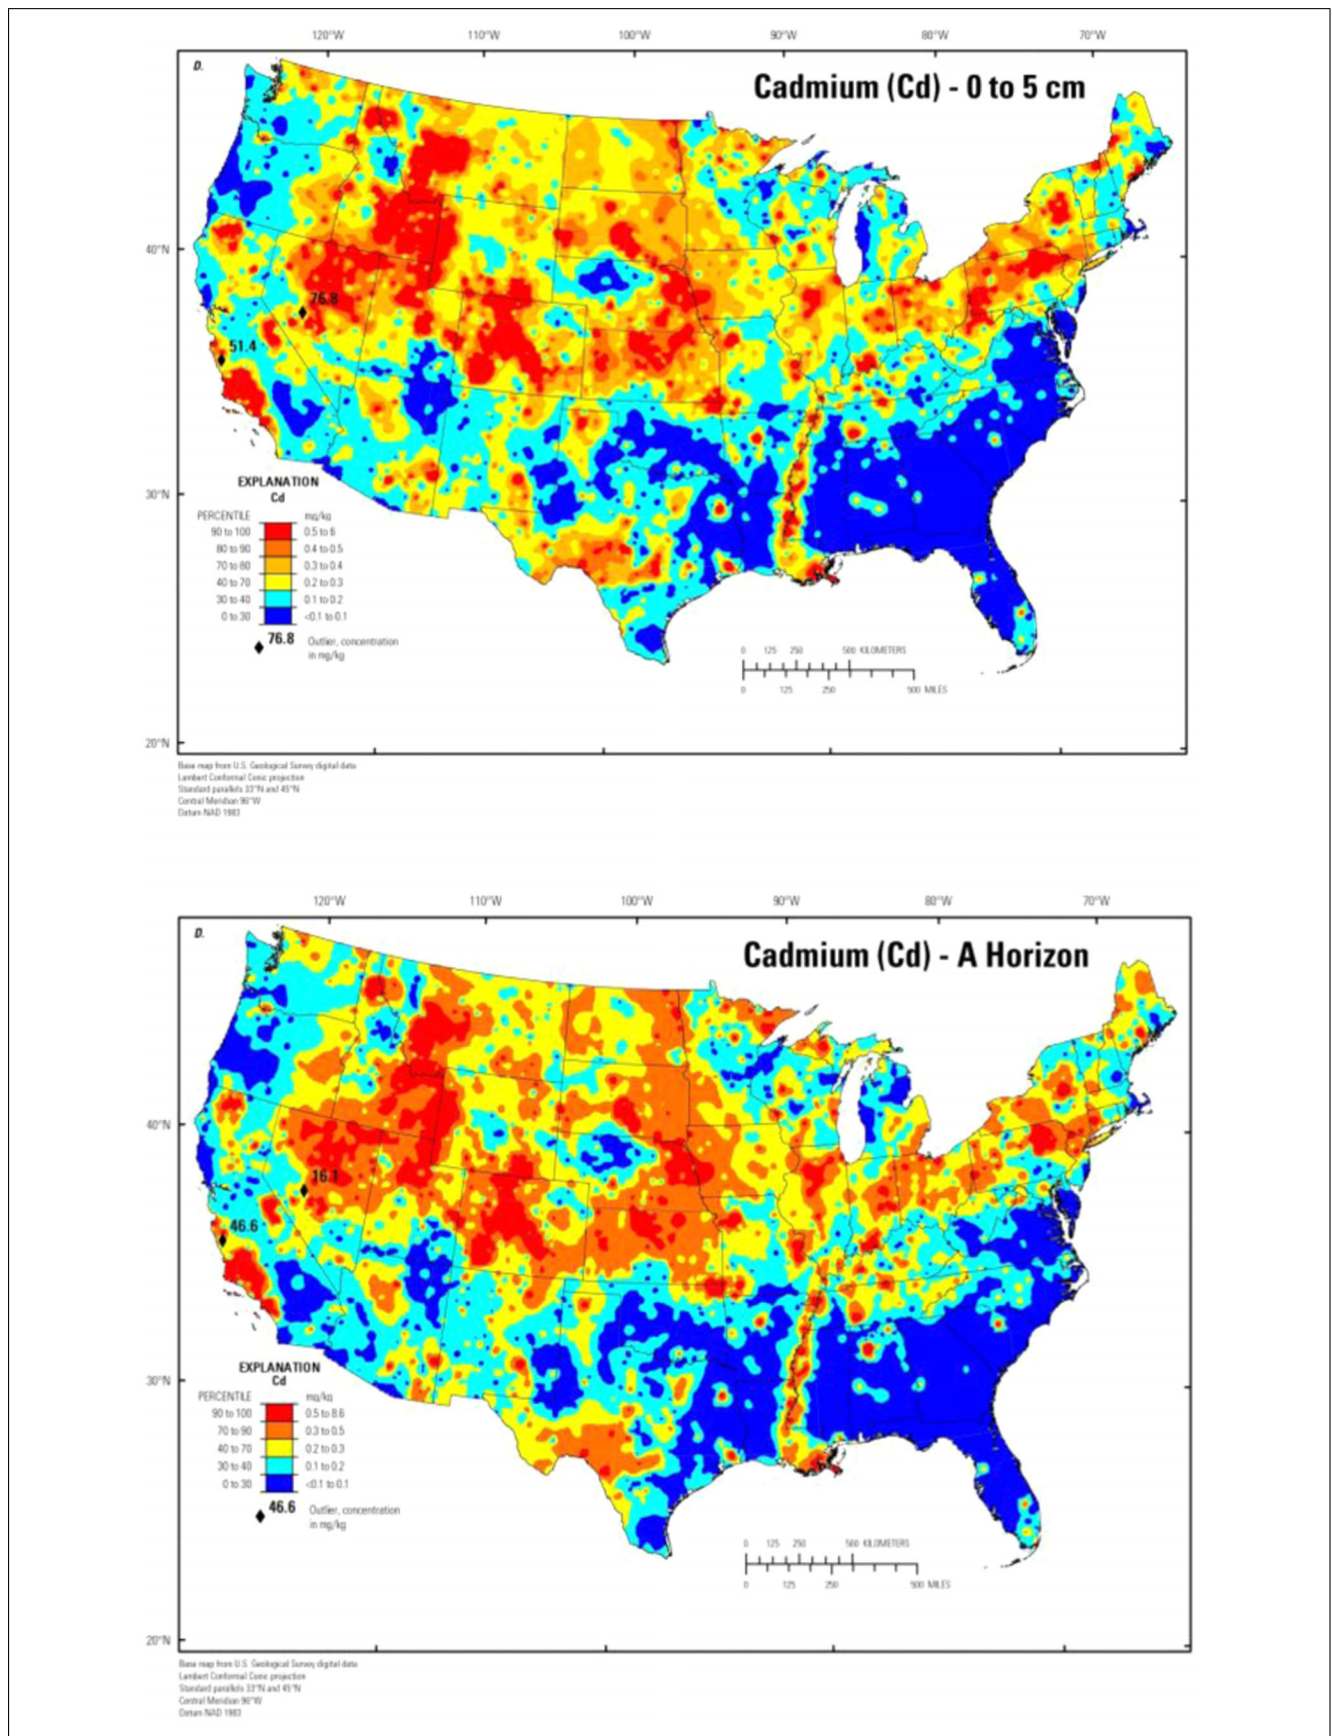 120°W 110°W 100°W 90°W 80°W 70°W
D.
Cadmium (Cd) - 0 to 5 cm
40°N
76.8
51.4
EXPLANATION
Cd
30°N
PERCENTILE mg/kg
90 to 100 0.5 to 6
80 to 90 0.4 to 0.5
70 to 80 0.3 to 0.4
40 to 70 0.2 to 0.3
30 to 40 0.1 to 0.2
0 to 30 <0.1 to 0.1
76.8 Outlier, concentration
in mg/kg
0 125 250 500 KILOMETERS
0 125 250 500 MILES
20°N
Base map from U.S. Geological Survey digital data
Lambert Conformal Conic projection
Standard parallels 33°N and 45°N
Central Meridian 96°W
Datum NAD 1983
120°W 110°W 100°W 90°W 80°W 70°W
D.
Cadmium (Cd) - A Horizon
40°N
16.1
46.6
EXPLANATION
Cd
30°N
PERCENTILE mg/kg
90 to 100 0.5 to 8.6
70 to 90 0.3 to 0.5
40 to 70 0.2 to 0.3
30 to 40 0.1 to 0.2
0 to 30 <0.1 to 0.1
46.6 Outlier, concentration
in mg/kg
0 125 250 500 KILOMETERS
0 125 250 500 MILES
20°N
Base map from U.S. Geological Survey digital data
Lambert Conformal Conic projection
Standard parallels 33°N and 45°N
Central Meridian 96°W
Datum NAD 1983